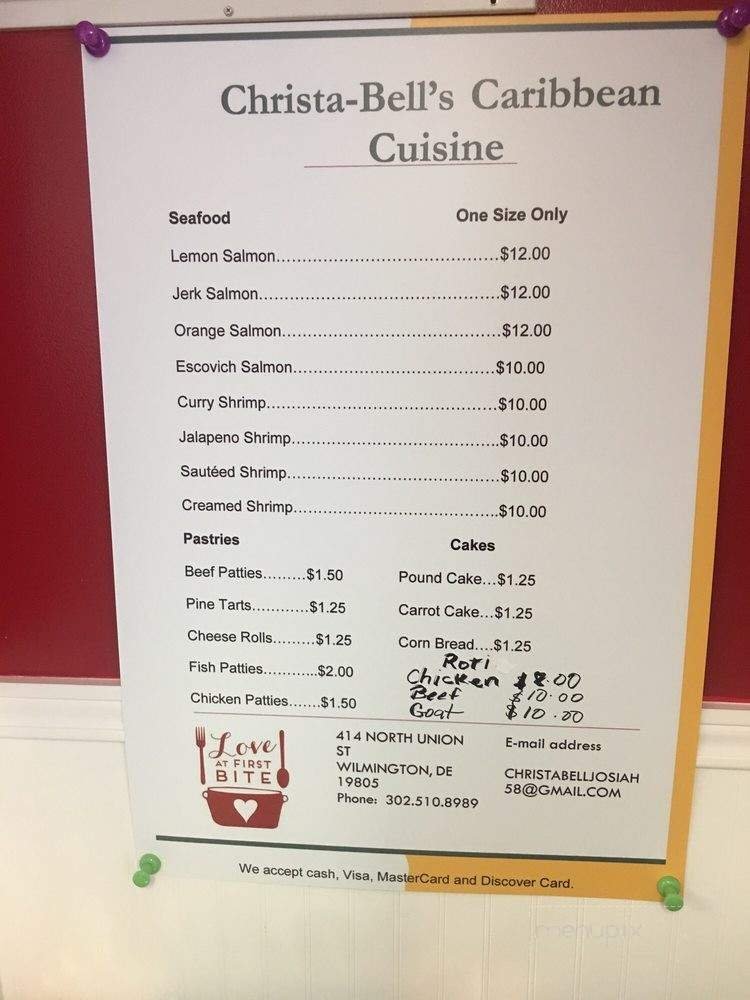 Christa-Bell's Caribbean
Cuisine
Seafood One Size Only
Lemon Salmon..........................................$12.00
Jerk Salmon..............................................$12.00
Orange Salmon..........................................$12.00
Escovich Salmon.......................................$10.00
Curry Shrimp............................................$10.00
Jalapeno Shrimp........................................$10.00
Sautéed Shrimp.........................................$10.00
Creamed Shrimp.......................................$10.00
Pastries
Beef Patties.........$1.50
Pine Tarts............$1.25
Cheese Rolls.........$1.25
Fish Patties............$2.00
Chicken Patties.......$1.50
Cakes
Pound Cake...$1.25
Carrot Cake...$1.25
Corn Bread....$1.25
Roti
Chicken $8.00
Beef $10.00
Goat $10.00
Love
AT FIRST
BITE
414 NORTH UNION
ST
WILMINGTON, DE
19805
Phone: 302.510.8989
E-mail address
CHRISTABELLJOSIAH
58@GMAIL.COM
We accept cash, Visa, MasterCard and Discover Card.
menupix